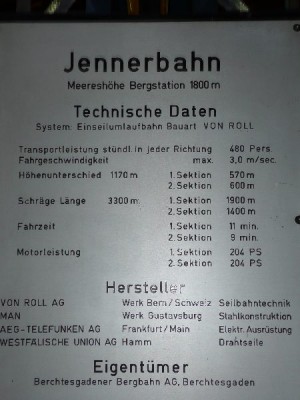 Jennerbahn
Meereshöhe Bergstation 1800 m
Technische Daten
System: Einseilumlaufbahn Bauart VON ROLL
Transportleistung stündl. in jeder Richtung 480 Pers.
Fahrgeschwindigkeit max. 3,0 m/sec.
Höhenunterschied 1170 m 1. Sektion 570 m
2. Sektion 600 m
Schräge Länge 3300 m 1. Sektion 1900 m
2. Sektion 1400 m
Fahrzeit 1. Sektion 11 min.
2. Sektion 9 min.
Motorleistung 1. Sektion 204 PS
2. Sektion 204 PS
Hersteller
VON ROLL AG Werk Bern / Schweiz Seilbahntechnik
MAN Werk Gustavsburg Stahlkonstruktion
AEG-TELEFUNKEN AG Frankfurt / Main Elektr. Ausrüstung
WESTFÄLISCHE UNION AG Hamm Drahtseile
Eigentümer
Berchtesgadener Bergbahn AG, Berchtesgaden